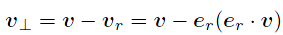 v⊥ = v − vᵣ = v − eᵣ(eᵣ · v)